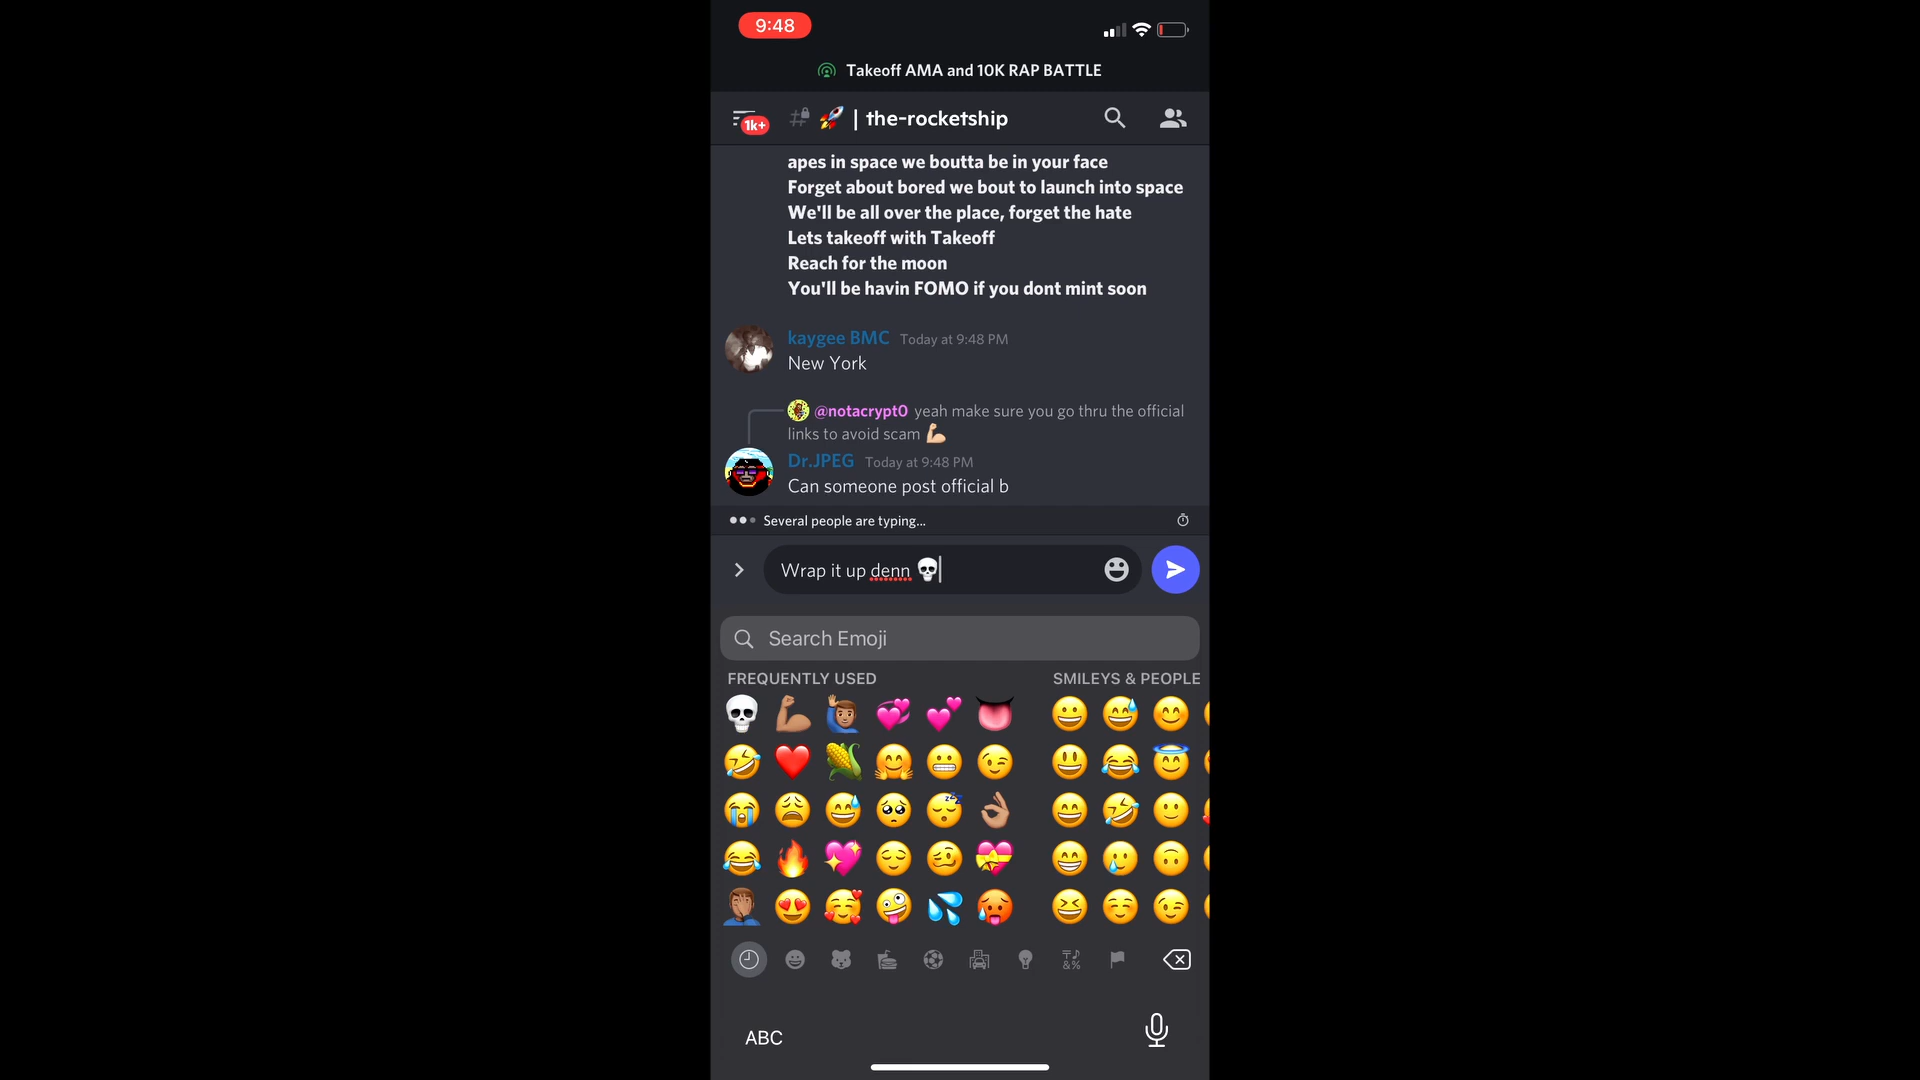 9:48
Takeoff AMA and 10K RAP BATTLE
1k+
# 🚀 | the-rocketship
apes in space we boutta be in your face
Forget about bored we bout to launch into space
We'll be all over the place, forget the hate
Lets takeoff with Takeoff
Reach for the moon
You'll be havin FOMO if you dont mint soon
kaygee BMC Today at 9:48 PM
New York
@notacrypt0 yeah make sure you go thru the official
links to avoid scam 💪🏼
Dr.JPEG Today at 9:48 PM
Can someone post official b
Several people are typing...
Wrap it up denn 💀
Search Emoji
FREQUENTLY USED
SMILEYS & PEOPLE
ABC